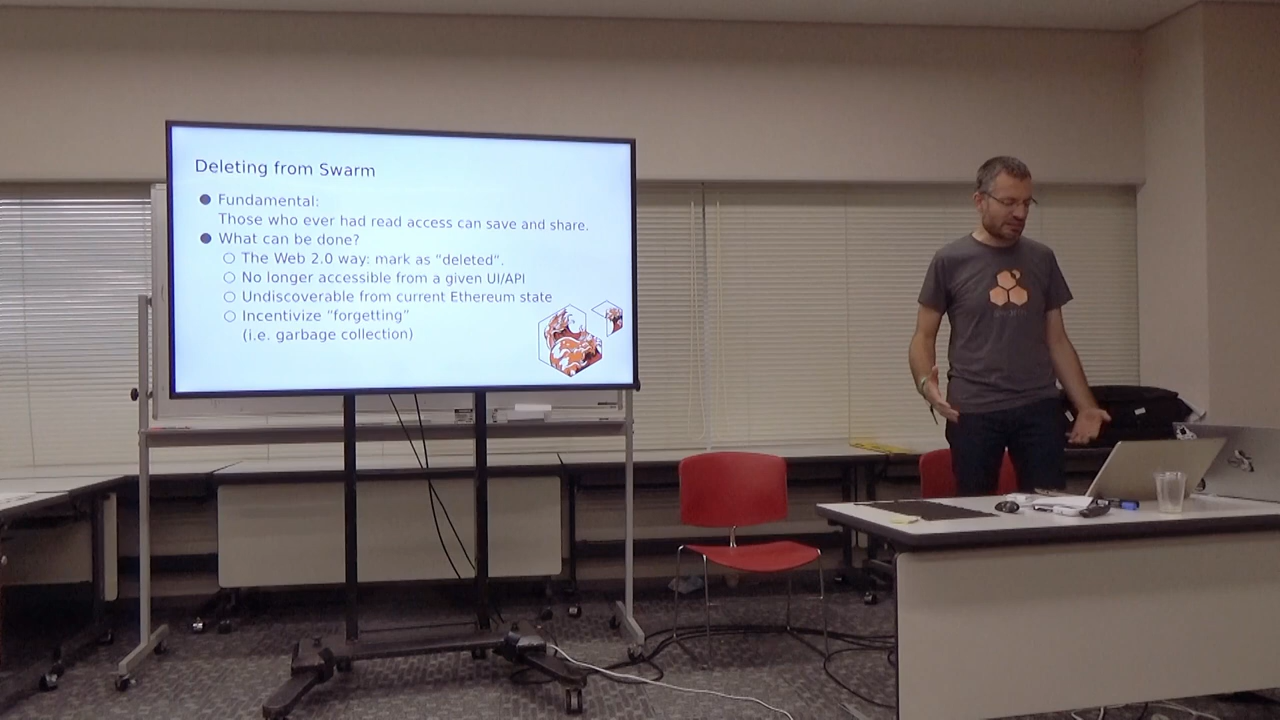 Deleting from Swarm
● Fundamental:
Those who ever had read access can save and share.
● What can be done?
○ The Web 2.0 way: mark as “deleted”.
○ No longer accessible from a given UI/API
○ Undiscoverable from current Ethereum state
○ Incentivize “forgetting”
(i.e. garbage collection)